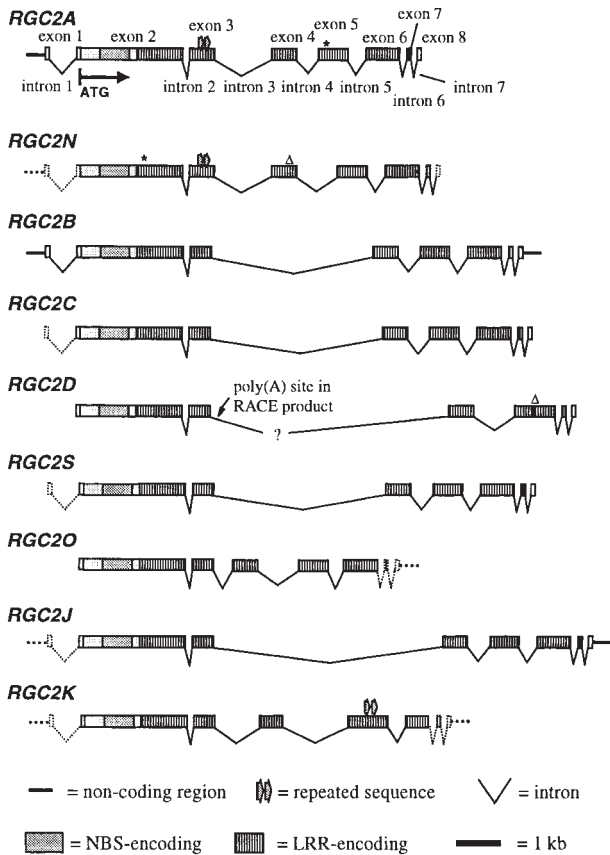 RGC2A
exon 1 exon 2 exon 3 exon 4 exon 5 exon 6 exon 7 exon 8
*
intron 1 ATG intron 2 intron 3 intron 4 intron 5 intron 6 intron 7
RGC2N
* Δ
RGC2B
RGC2C
RGC2D
poly(A) site in
RACE product
Δ
?
RGC2S
RGC2O
RGC2J
RGC2K
= non-coding region = repeated sequence = intron
= NBS-encoding = LRR-encoding = 1 kb